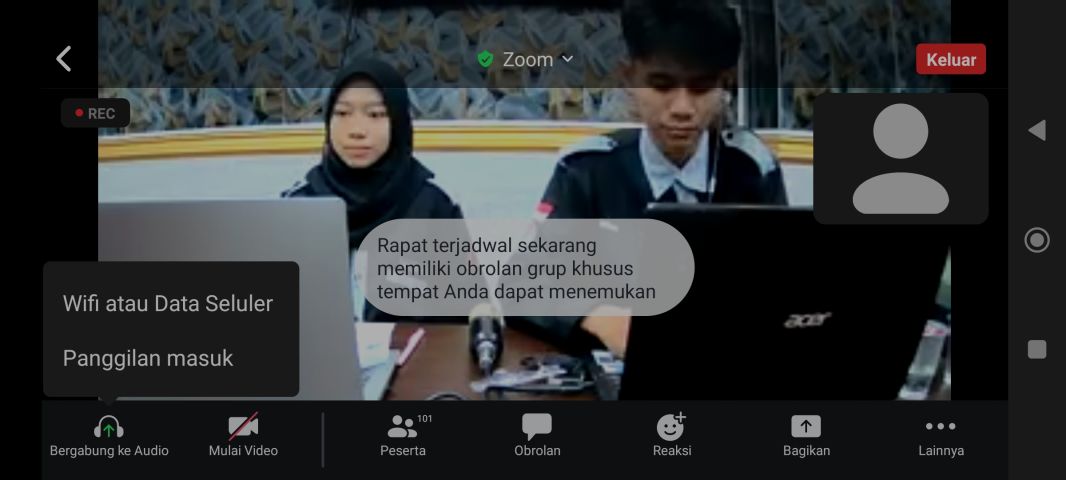 Zoom
Keluar
REC
Rapat terjadwal sekarang
memiliki obrolan grup khusus
tempat Anda dapat menemukan
Wifi atau Data Seluler
Panggilan masuk
acer
101
Bergabung ke Audio
Mulai Video
Peserta
Obrolan
Reaksi
Bagikan
Lainnya